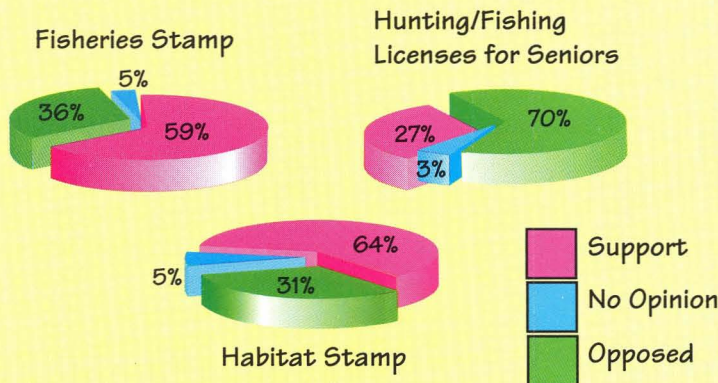 Fisheries Stamp
5%
36%
59%
Hunting/Fishing
Licenses for Seniors
27%
70%
3%
64%
5%
31%
Habitat Stamp
Support
No Opinion
Opposed